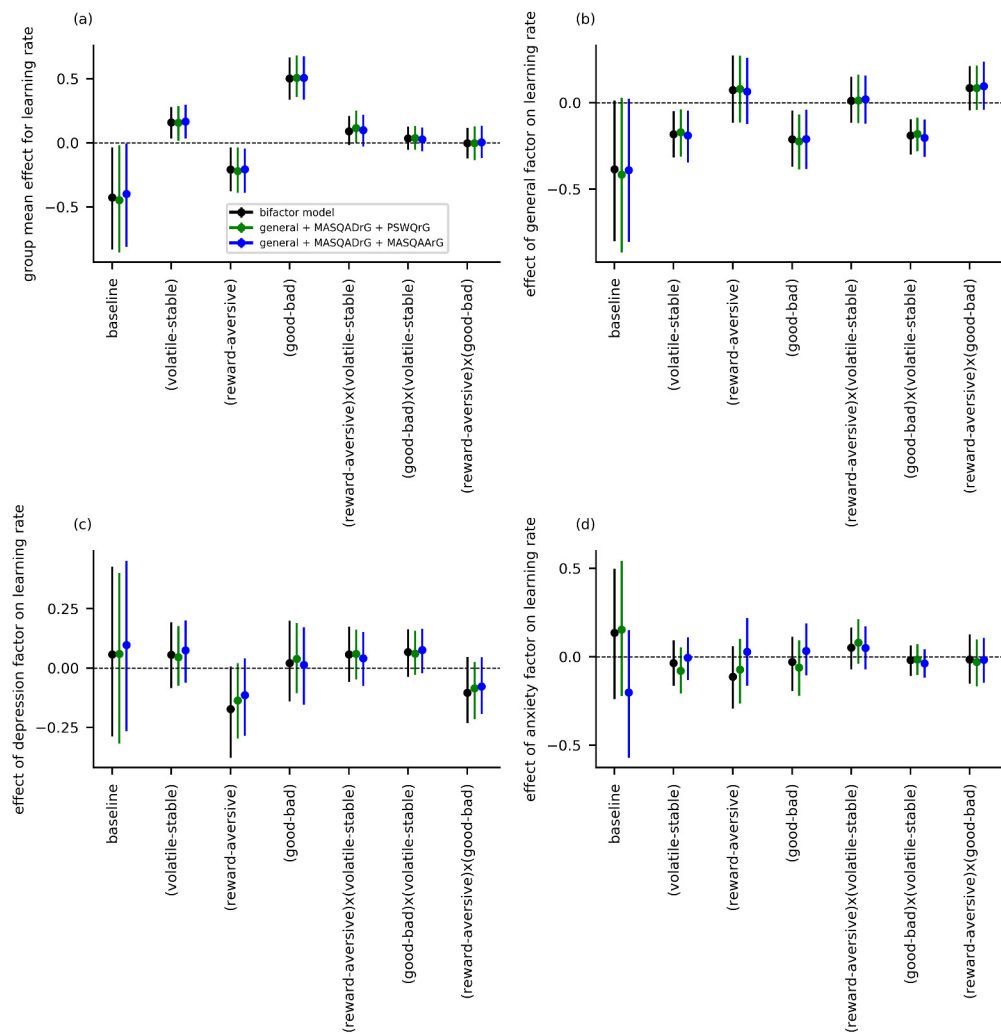 (a)
group mean effect for learning rate
0.5
0.0
−0.5
bifactor model
general + MASQADrG + PSWQrG
general + MASQADrG + MASQAArG
baseline
(volatile-stable)
(reward-aversive)
(good-bad)
(reward-aversive)x(volatile-stable)
(good-bad)x(volatile-stable)
(reward-aversive)x(good-bad)
(b)
effect of general factor on learning rate
0.0
−0.5
baseline
(volatile-stable)
(reward-aversive)
(good-bad)
(reward-aversive)x(volatile-stable)
(good-bad)x(volatile-stable)
(reward-aversive)x(good-bad)
(c)
effect of depression factor on learning rate
0.25
0.00
−0.25
baseline
(volatile-stable)
(reward-aversive)
(good-bad)
(reward-aversive)x(volatile-stable)
(good-bad)x(volatile-stable)
(reward-aversive)x(good-bad)
(d)
effect of anxiety factor on learning rate
0.5
0.0
−0.5
baseline
(volatile-stable)
(reward-aversive)
(good-bad)
(reward-aversive)x(volatile-stable)
(good-bad)x(volatile-stable)
(reward-aversive)x(good-bad)